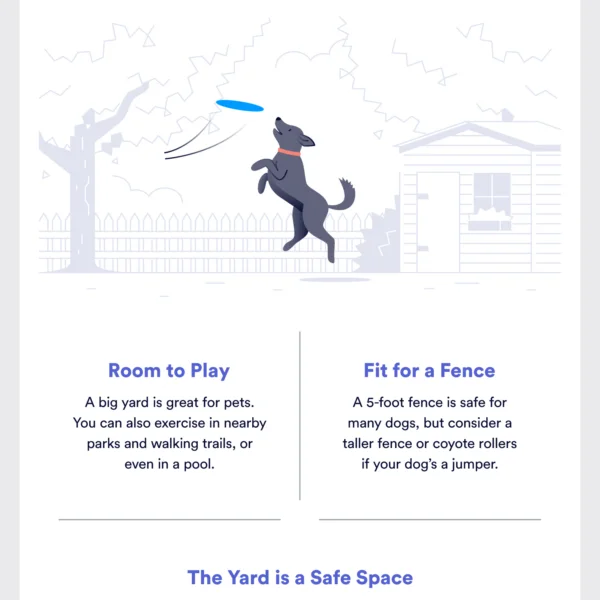 Room to Play
A big yard is great for pets.
You can also exercise in nearby
parks and walking trails, or
even in a pool.
Fit for a Fence
A 5-foot fence is safe for
many dogs, but consider a
taller fence or coyote rollers
if your dog’s a jumper.
The Yard is a Safe Space